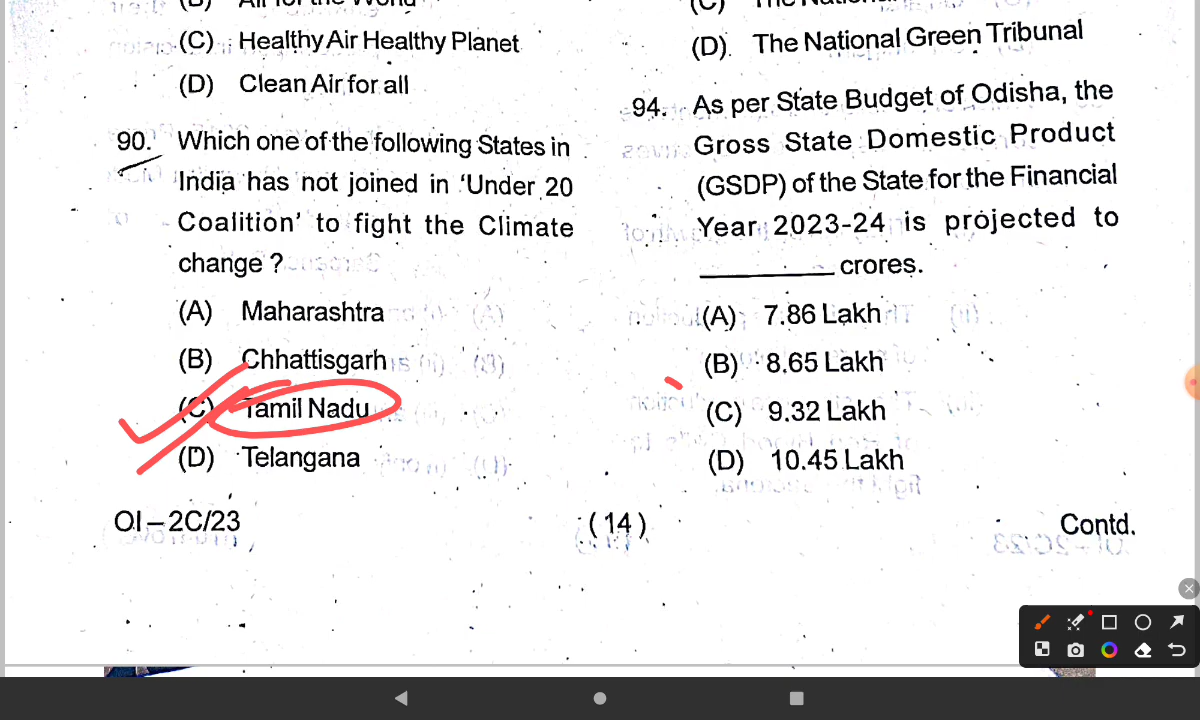 (C) Healthy Air Healthy Planet
(D) Clean Air for all
90. Which one of the following States in
India has not joined in 'Under 20
Coalition' to fight the Climate
change ?
(A) Maharashtra
(B) Chhattisgarh
(C) Tamil Nadu
(D) Telangana
OI – 2C/23
(D) The National Green Tribunal
94. As per State Budget of Odisha, the
Gross State Domestic Product
(GSDP) of the State for the Financial
Year 2023-24 is projected to
__________ crores.
(A) 7.86 Lakh
(B) 8.65 Lakh
(C) 9.32 Lakh
(D) 10.45 Lakh
( 14 )
Contd.